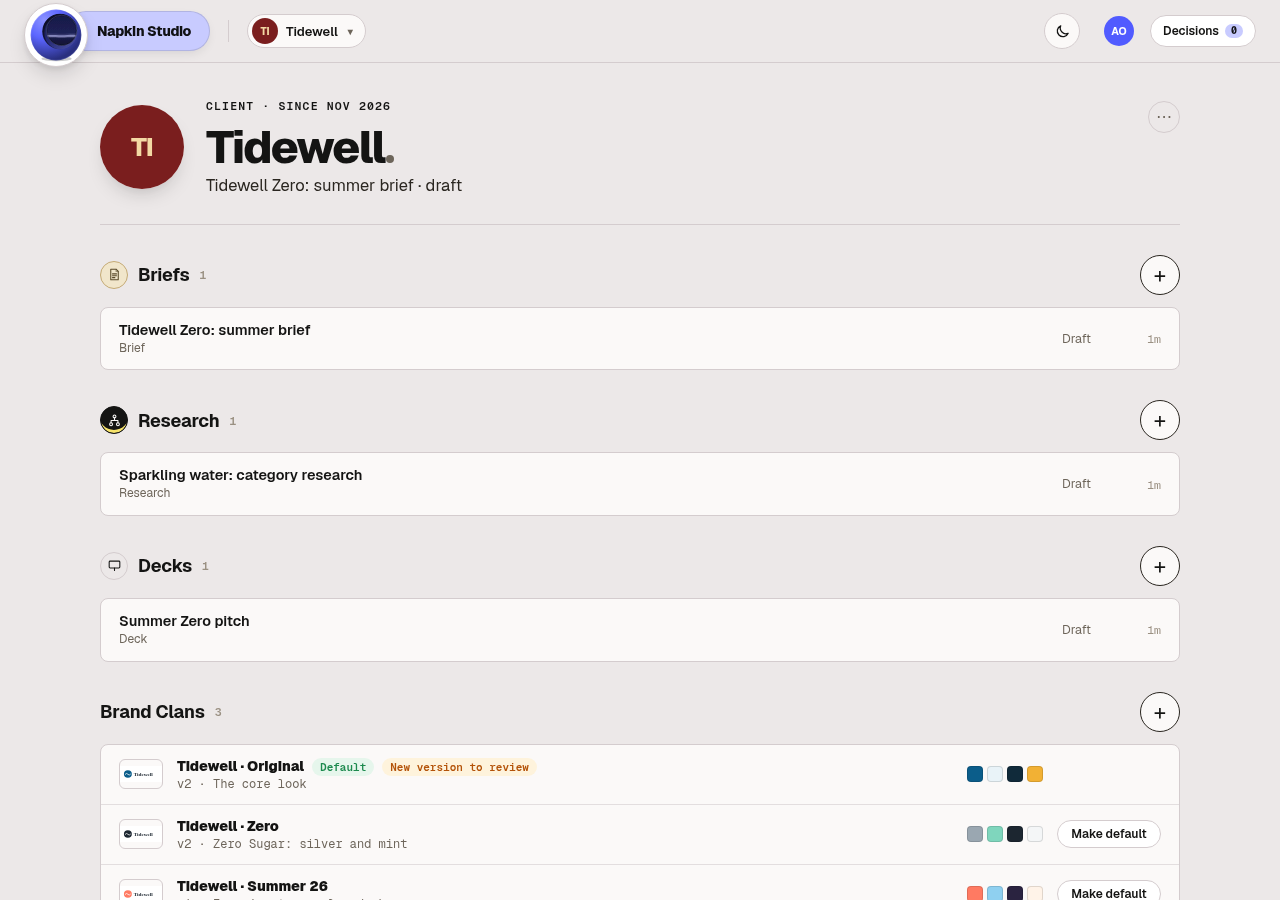 Napkin Studio
TI Tidewell ▾
AO
Decisions 0
TI
CLIENT · SINCE NOV 2026
Tidewell.
Tidewell Zero: summer brief · draft
Briefs 1
+
Tidewell Zero: summer brief
Brief
Draft 1m
Research 1
+
Sparkling water: category research
Research
Draft 1m
Decks 1
+
Summer Zero pitch
Deck
Draft 1m
Brand Clans 3
+
Tidewell
Tidewell · Original Default New version to review
v2 · The core look
Tidewell
Tidewell · Zero
v2 · Zero Sugar: silver and mint
Make default
Tidewell
Tidewell · Summer 26
Make default